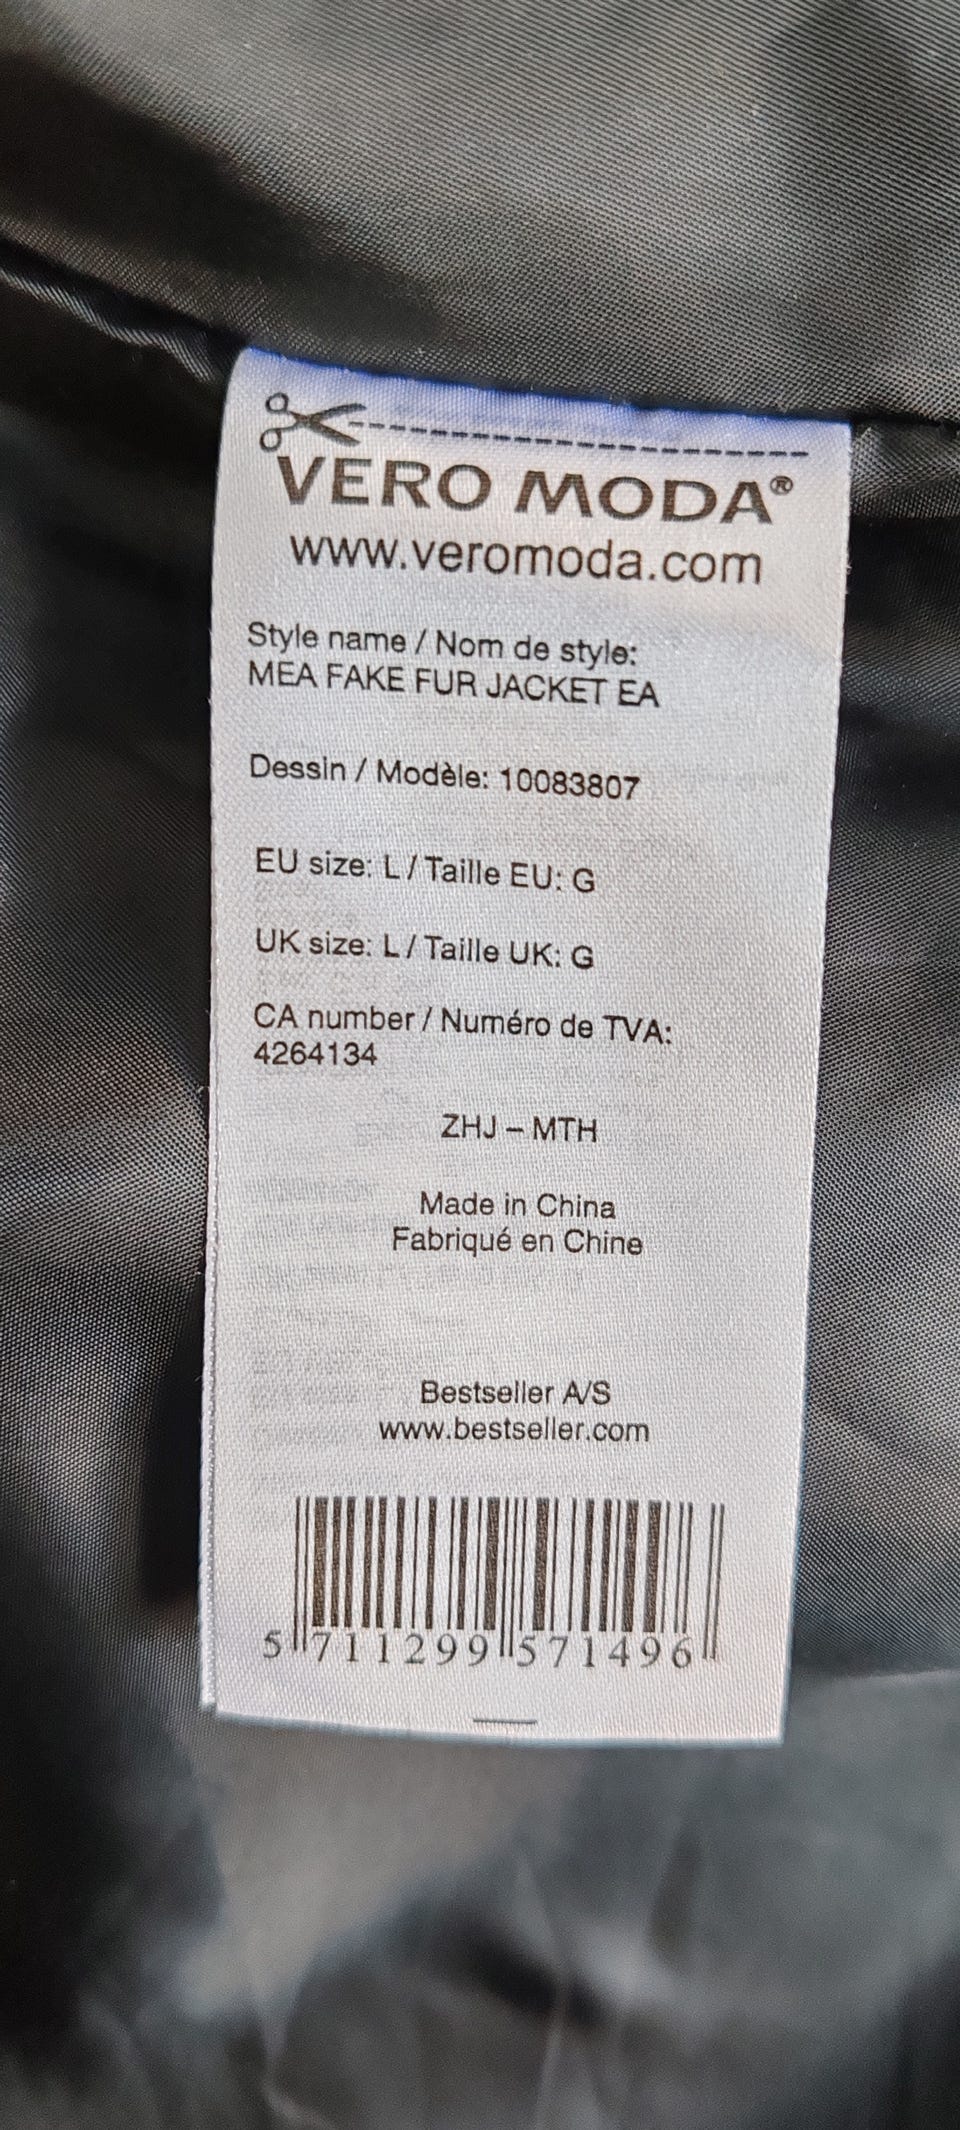 VERO MODA®
www.veromoda.com
Style name / Nom de style:
MEA FAKE FUR JACKET EA
Dessin / Modèle: 10083807
EU size: L / Taille EU: G
UK size: L / Taille UK: G
CA number / Numéro de TVA:
4264134
ZHJ – MTH
Made in China
Fabriqué en Chine
Bestseller A/S
www.bestseller.com
5 711299 571496